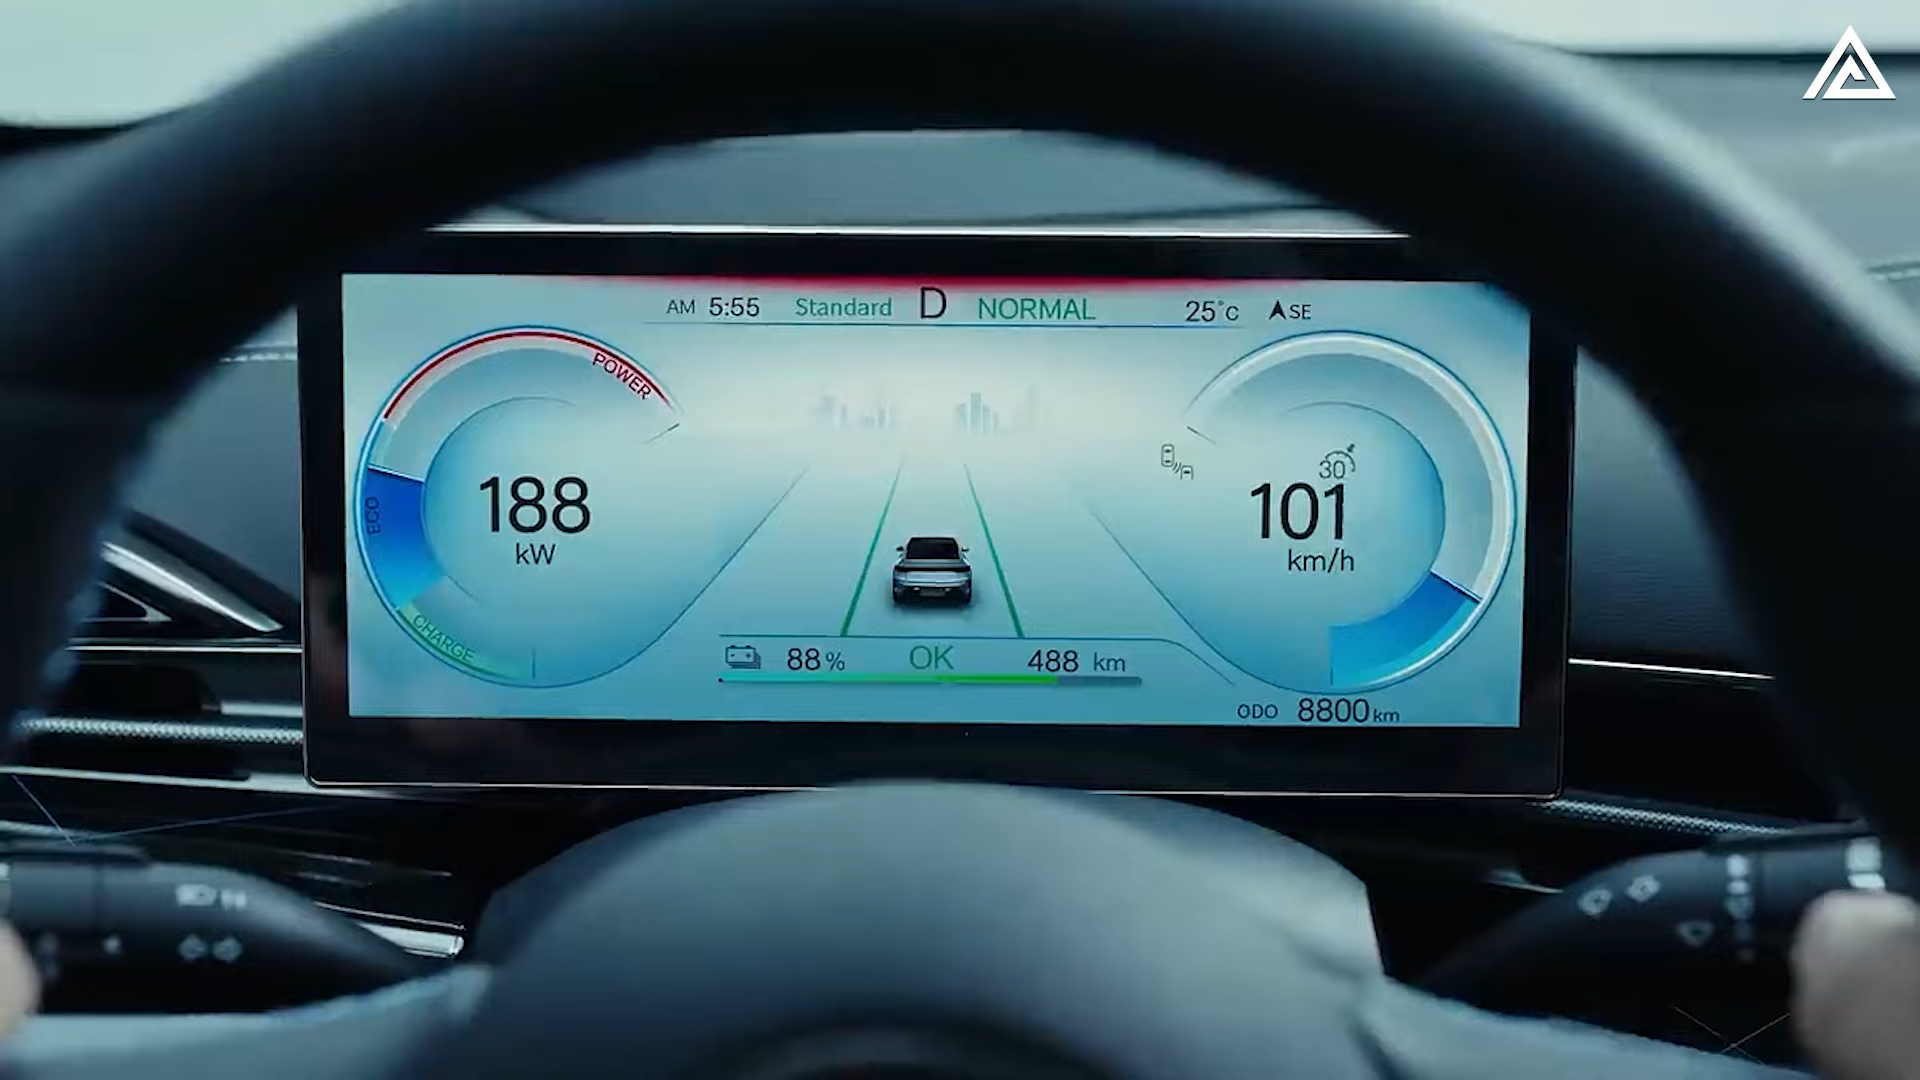 AM 5:55 Standard D NORMAL 25°C SE
POWER
ECO
CHARGE
188
kW
30
101
km/h
88% OK 488 km
ODO 8800 km